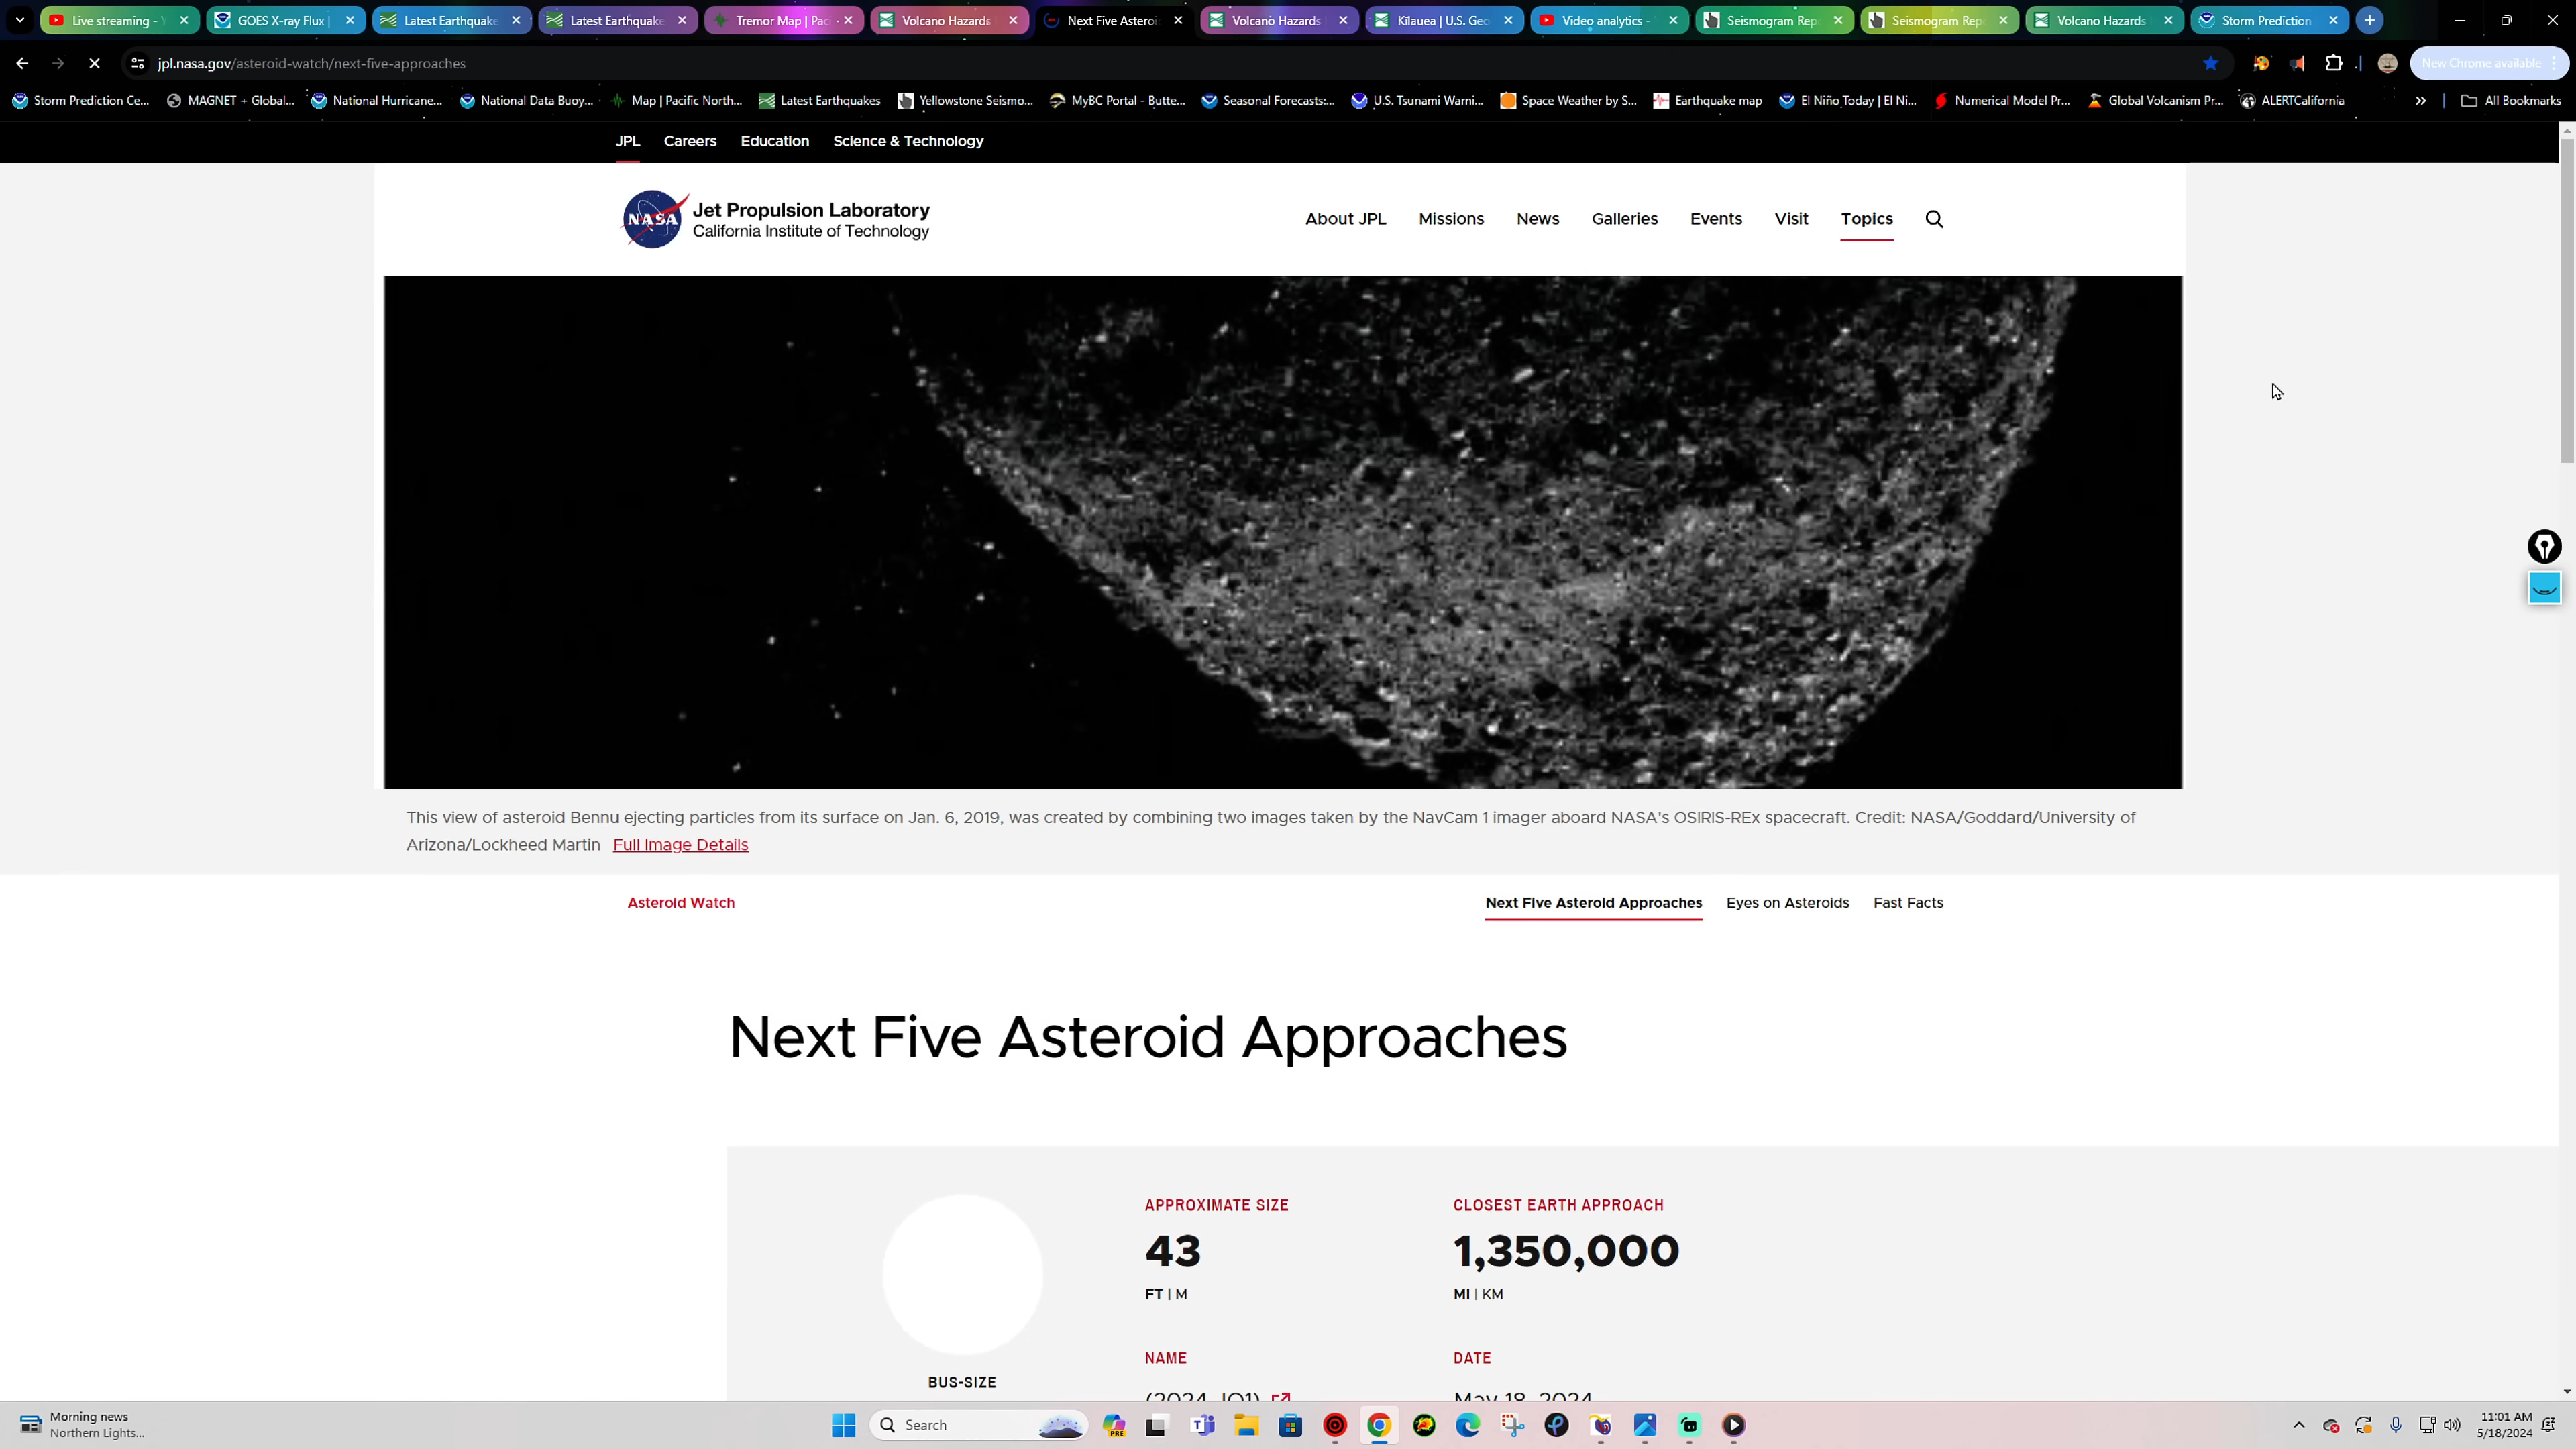 Live streaming - Y
GOES X-ray Flux |
Latest Earthquake
Latest Earthquake
Tremor Map | Pac
Volcano Hazards
Next Five Asteroi
Volcano Hazards
Kilauea | U.S. Geo
Video analytics -
Seismogram Rep
Seismogram Rep
Volcano Hazards
Storm Prediction
jpl.nasa.gov/asteroid-watch/next-five-approaches
New Chrome available
Storm Prediction Ce...
MAGNET + Global...
National Hurricane...
National Data Buoy...
Map | Pacific North...
Latest Earthquakes
Yellowstone Seismo...
MyBC Portal - Butte...
Seasonal Forecasts:...
U.S. Tsunami Warni...
Space Weather by S...
Earthquake map
El Niño Today | El Ni...
Numerical Model Pr...
Global Volcanism Pr...
ALERTCalifornia
All Bookmarks
JPL Careers Education Science & Technology
NASA
Jet Propulsion Laboratory
California Institute of Technology
About JPL Missions News Galleries Events Visit Topics
This view of asteroid Bennu ejecting particles from its surface on Jan. 6, 2019, was created by combining two images taken by the NavCam 1 imager aboard NASA's OSIRIS-REx spacecraft. Credit: NASA/Goddard/University of
Arizona/Lockheed Martin Full Image Details
Asteroid Watch
Next Five Asteroid Approaches Eyes on Asteroids Fast Facts
Next Five Asteroid Approaches
APPROXIMATE SIZE
43
FT | M
CLOSEST EARTH APPROACH
1,350,000
MI | KM
NAME
(2024 JQ1)
DATE
May 18, 2024
BUS-SIZE
Morning news
Northern Lights...
Search
PRE
11:01 AM
5/18/2024